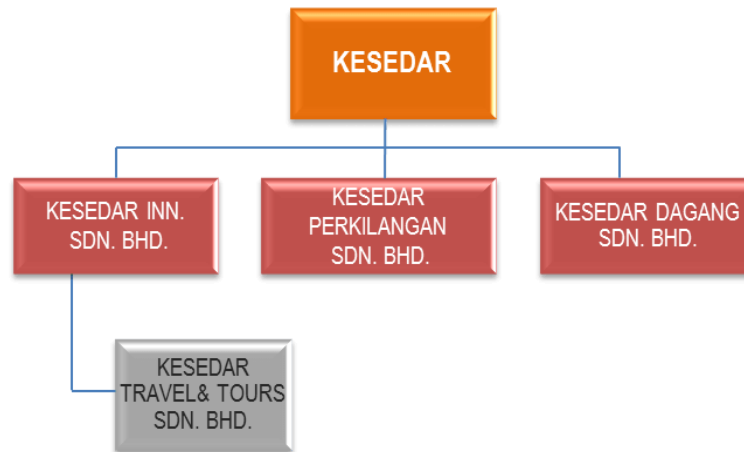 KESEDAR
KESEDAR INN.
SDN. BHD.
KESEDAR
PERKILANGAN
SDN. BHD.
KESEDAR DAGANG
SDN. BHD.
KESEDAR
TRAVEL& TOURS
SDN. BHD.